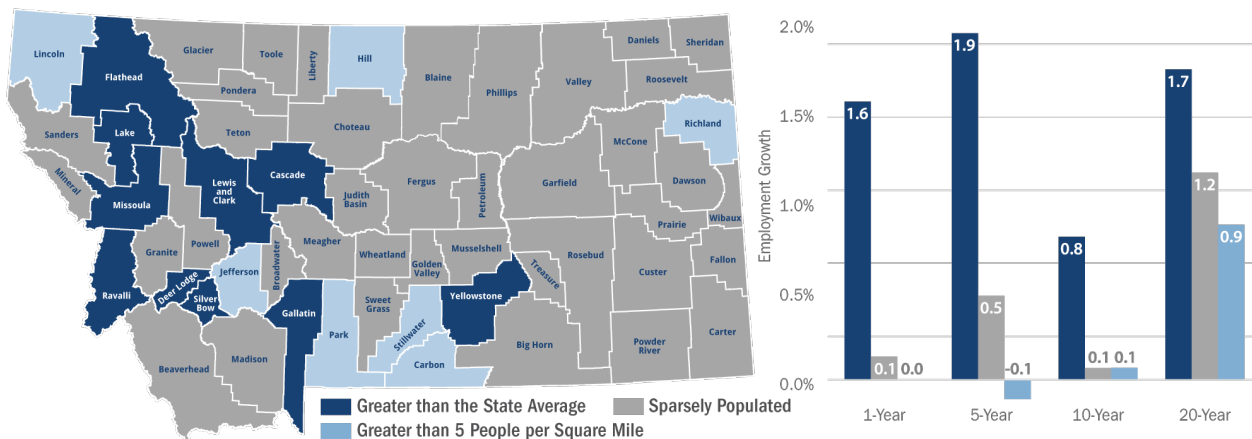 Lincoln
Flathead
Glacier
Toole
Liberty
Hill
Blaine
Phillips
Valley
Daniels
Sheridan
Roosevelt
Pondera
Teton
Choteau
Richland
McCone
Sanders
Lake
Mineral
Missoula
Lewis
and
Clark
Cascade
Judith
Basin
Fergus
Petroleum
Garfield
Dawson
Prairie
Wibaux
Granite
Powell
Meagher
Broadwater
Wheatland
Golden
Valley
Musselshell
Treasure
Rosebud
Custer
Fallon
Ravalli
Deer Lodge
Silver
Bow
Jefferson
Gallatin
Park
Sweet
Grass
Stillwater
Yellowstone
Carbon
Big Horn
Powder
River
Carter
Beaverhead
Madison
Greater than the State Average
Sparsely Populated
Greater than 5 People per Square Mile
Employment Growth
2.0%
1.5%
1.0%
0.5%
0.0%
1.6
0.1
0.0
1.9
0.5
-0.1
0.8
0.1
0.1
1.7
1.2
0.9
1-Year
5-Year
10-Year
20-Year